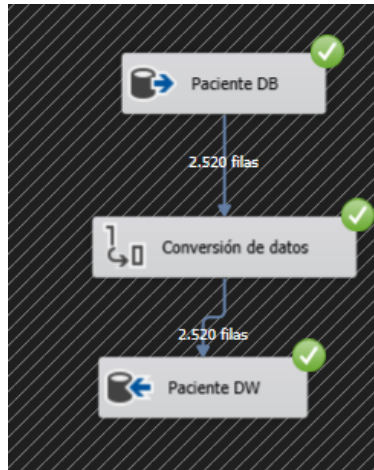 Paciente DB
2.520 filas
Conversión de datos
2.520 filas
Paciente DW